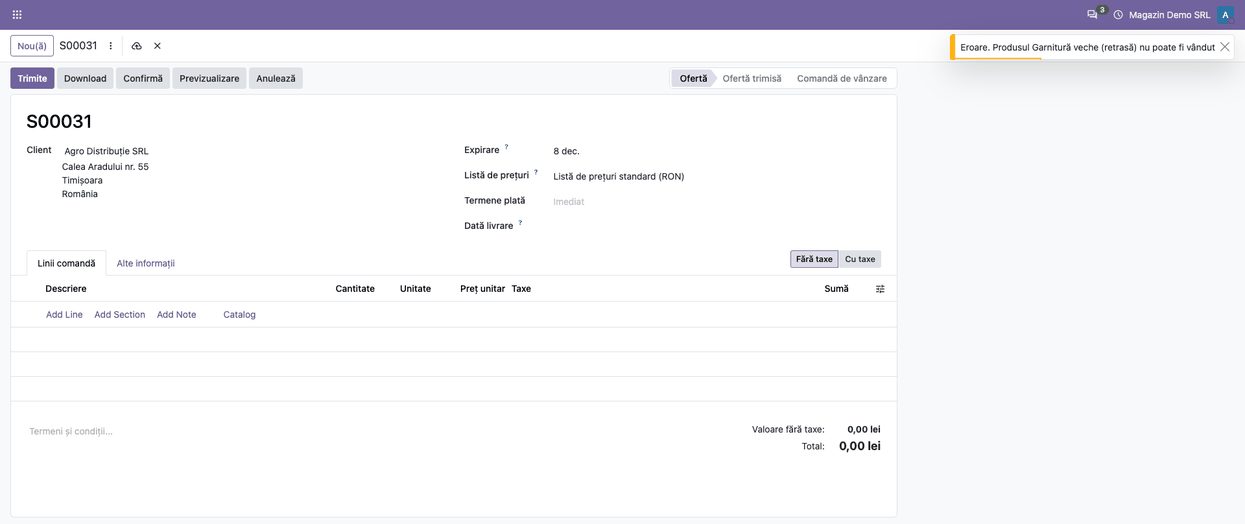 3 Magazin Demo SRL A
Nou(ă) S00031
Eroare. Produsul Garnitură veche (retrasă) nu poate fi vândut
Trimite Download Confirmă Previzualizare Anulează
Ofertă Ofertă trimisă Comandă de vânzare
S00031
Client Agro Distribuție SRL
Calea Aradului nr. 55
Timișoara
România
Expirare ? 8 dec.
Listă de prețuri ? Listă de prețuri standard (RON)
Termene plată Imediat
Dată livrare ?
Linii comandă Alte informații
Fără taxe Cu taxe
Descriere Cantitate Unitate Preț unitar Taxe Sumă
Add Line Add Section Add Note Catalog
Termeni și condiții...
Valoare fără taxe: 0,00 lei
Total: 0,00 lei